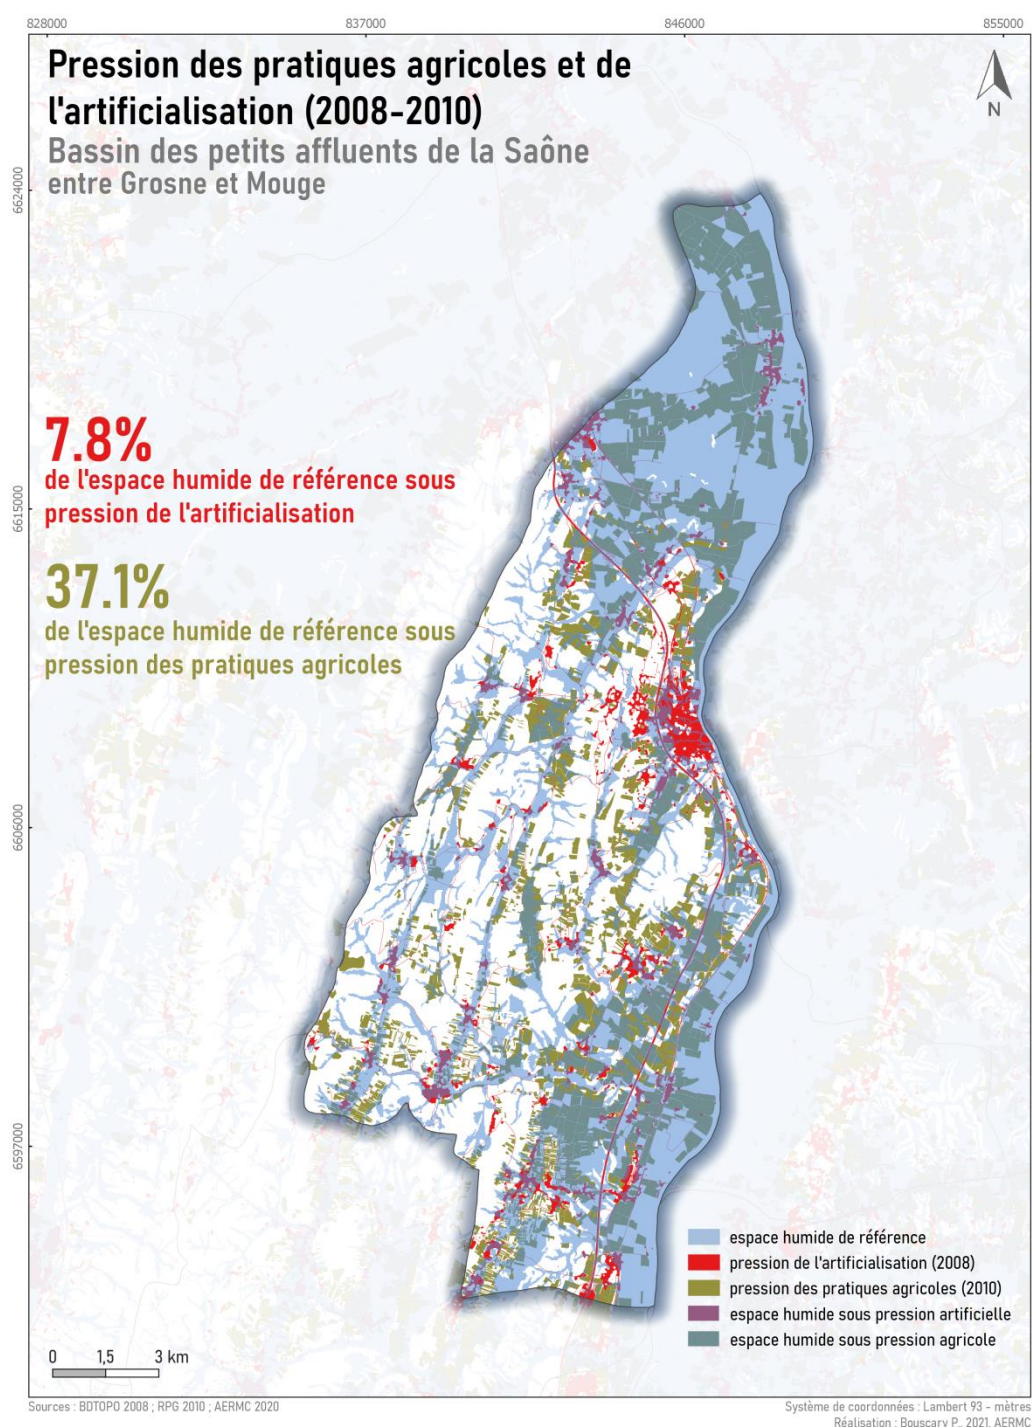 828000
837000
846000
855000
Pression des pratiques agricoles et de
l'artificialisation (2008-2010)
Bassin des petits affluents de la Saône
entre Grosne et Mouge
N
6624000
7.8%
de l'espace humide de référence sous
pression de l'artificialisation
6615000
37.1%
de l'espace humide de référence sous
pression des pratiques agricoles
6606000
6597000
espace humide de référence
pression de l'artificialisation (2008)
pression des pratiques agricoles (2010)
espace humide sous pression artificielle
espace humide sous pression agricole
0 1,5 3 km
Sources : BDTOPO 2008 ; RPG 2010 ; AERMC 2020
Système de coordonnées : Lambert 93 - mètres
Réalisation : Bouscary P., 2021, AERMC